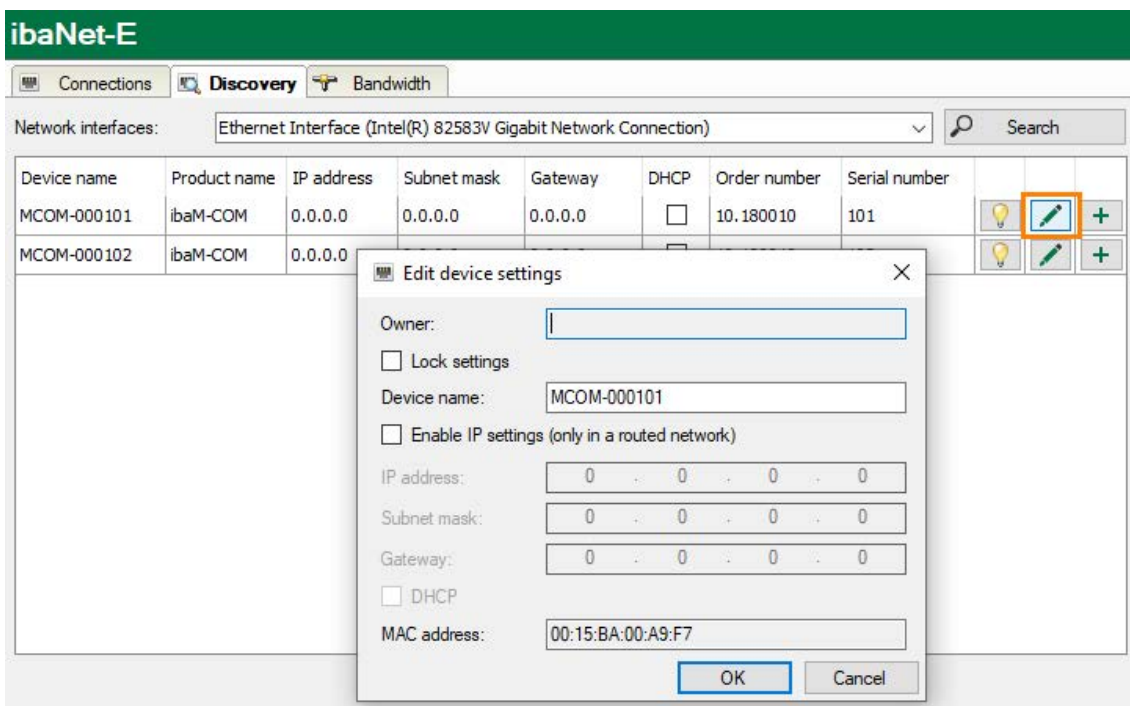 ibaNet-E
Connections Discovery Bandwidth
Network interfaces: Ethernet Interface (Intel(R) 82583V Gigabit Network Connection) Search
Device name Product name IP address Subnet mask Gateway DHCP Order number Serial number
MCOM-000101 ibaM-COM 0.0.0.0 0.0.0.0 0.0.0.0 10.180010 101
MCOM-000102 ibaM-COM 0.0.0.0
Edit device settings
Owner:
Lock settings
Device name: MCOM-000101
Enable IP settings (only in a routed network)
IP address: 0 . 0 . 0 . 0
Subnet mask: 0 . 0 . 0 . 0
Gateway: 0 . 0 . 0 . 0
DHCP
MAC address: 00:15:BA:00:A9:F7
OK Cancel